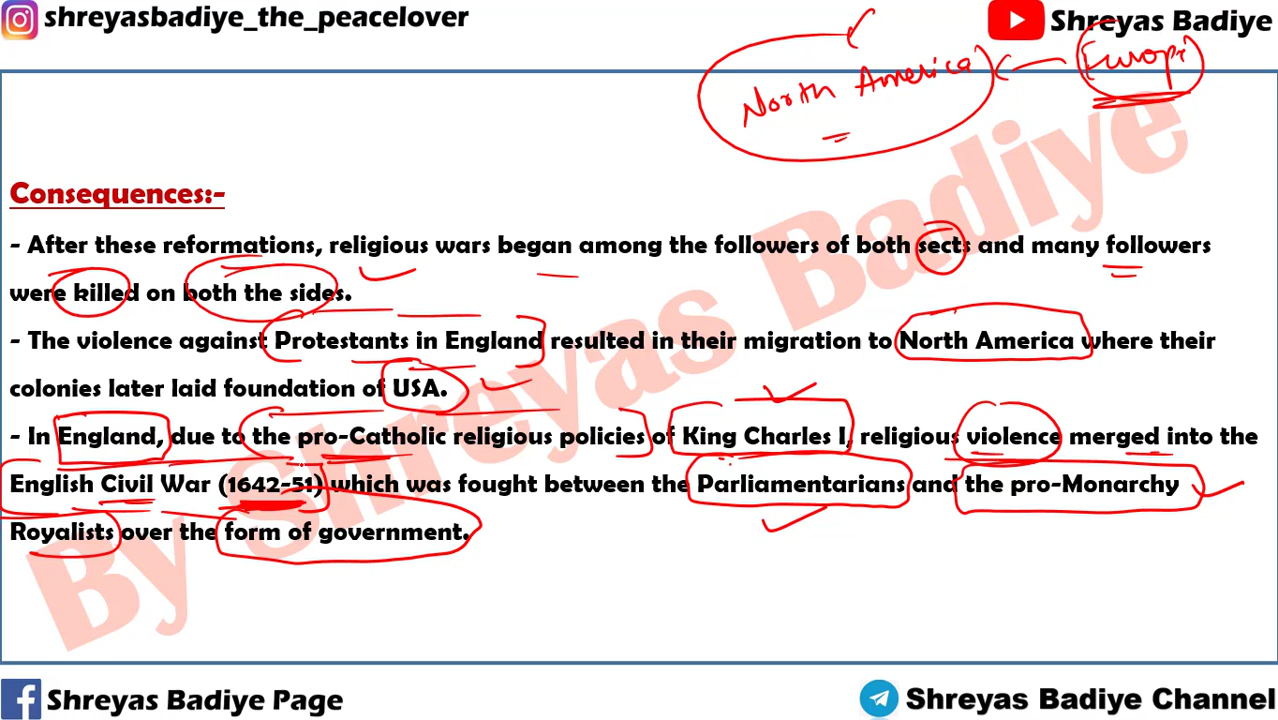 shreyasbadiye_the_peacelover
Shreyas Badiye
North America
Europe
Consequences:-
- After these reformations, religious wars began among the followers of both sects and many followers
were killed on both the sides.
- The violence against Protestants in England resulted in their migration to North America where their
colonies later laid foundation of USA.
- In England, due to the pro-Catholic religious policies of King Charles I, religious violence merged into the
English Civil War (1642-51) which was fought between the Parliamentarians and the pro-Monarchy
Royalists over the form of government.
By Shreyas Badiye
Shreyas Badiye Page
Shreyas Badiye Channel